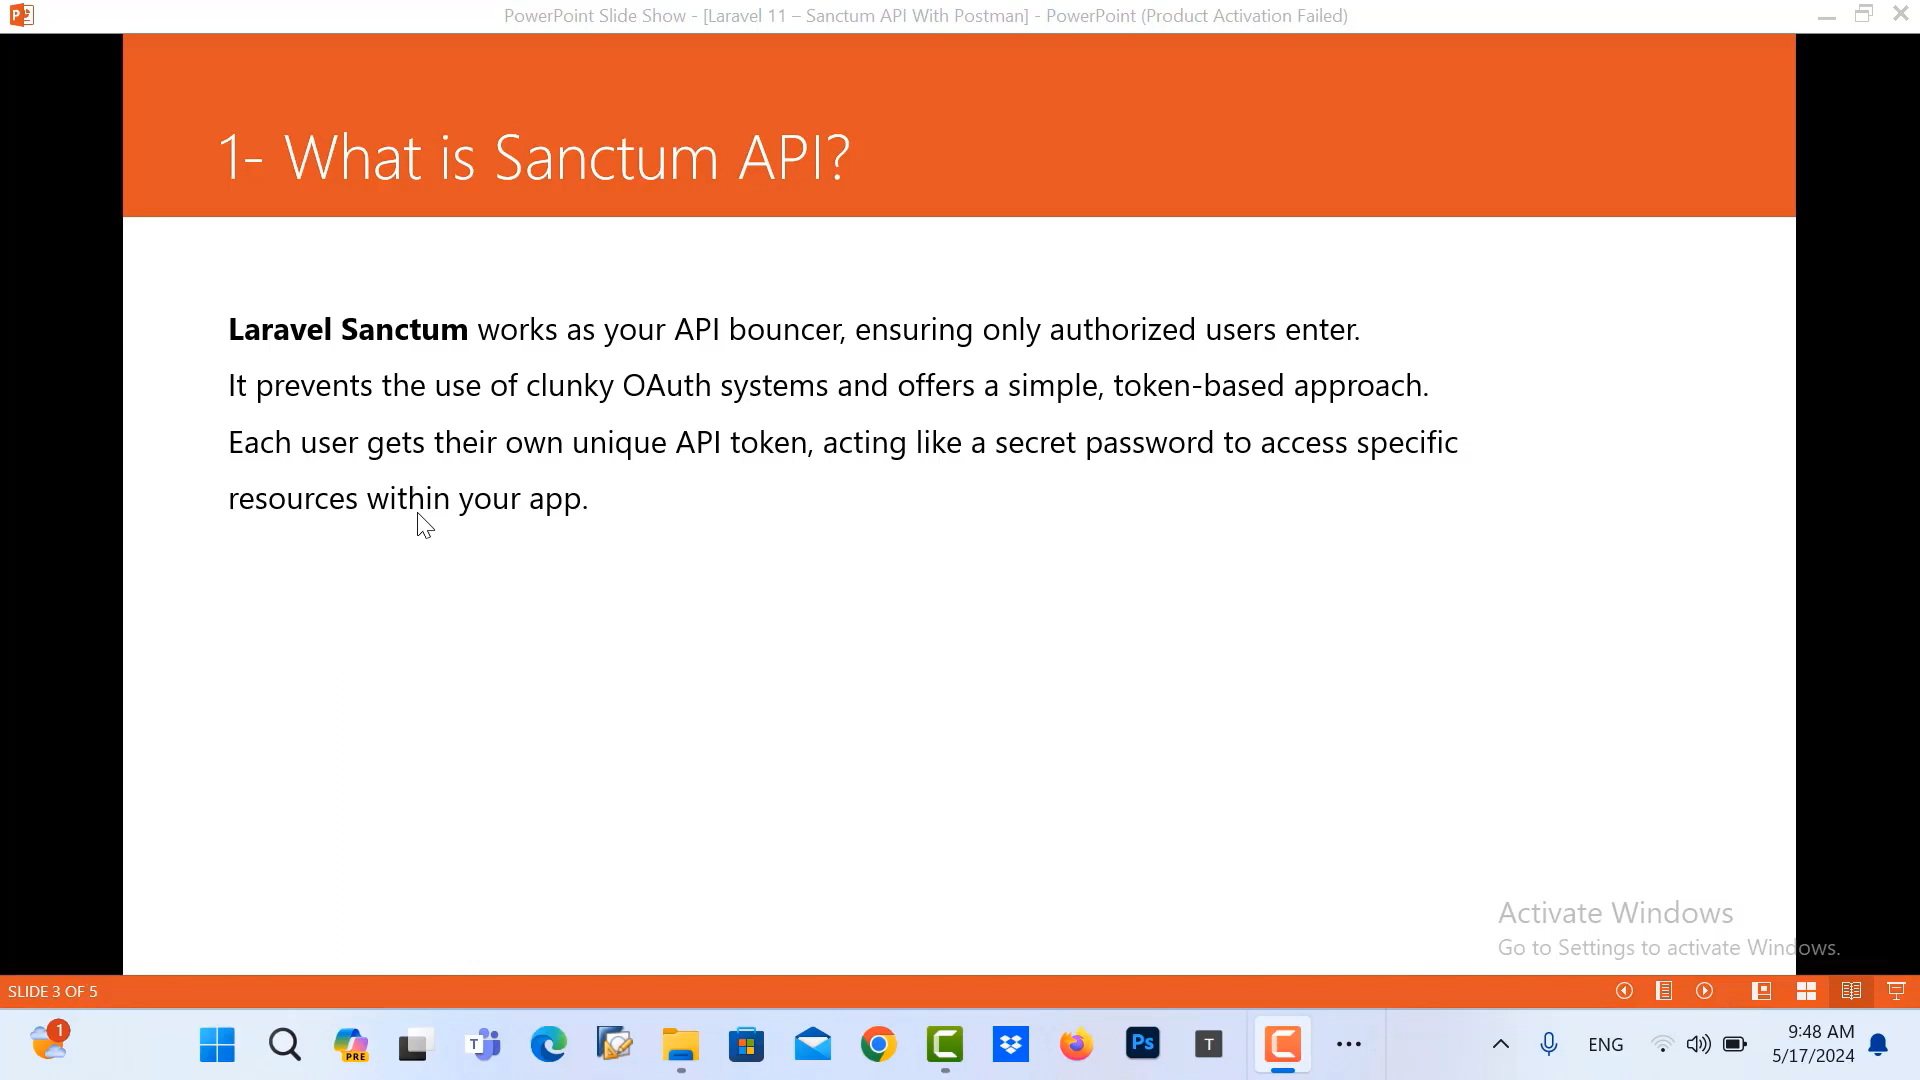 PowerPoint Slide Show - [Laravel 11 – Sanctum API With Postman] - PowerPoint (Product Activation Failed)
1- What is Sanctum API?
Laravel Sanctum works as your API bouncer, ensuring only authorized users enter.
It prevents the use of clunky OAuth systems and offers a simple, token-based approach.
Each user gets their own unique API token, acting like a secret password to access specific
resources within your app.
Activate Windows
Go to Settings to activate Windows.
SLIDE 3 OF 5
1
PRE
T
Ps
T
ENG
9:48 AM
5/17/2024